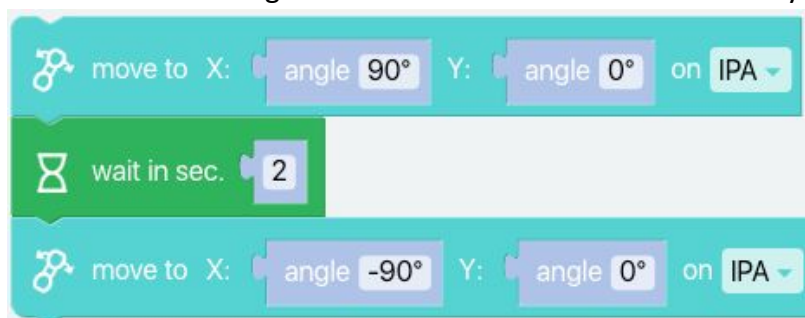 move to X: angle 90° Y: angle 0° on IPA
wait in sec. 2
move to X: angle -90° Y: angle 0° on IPA